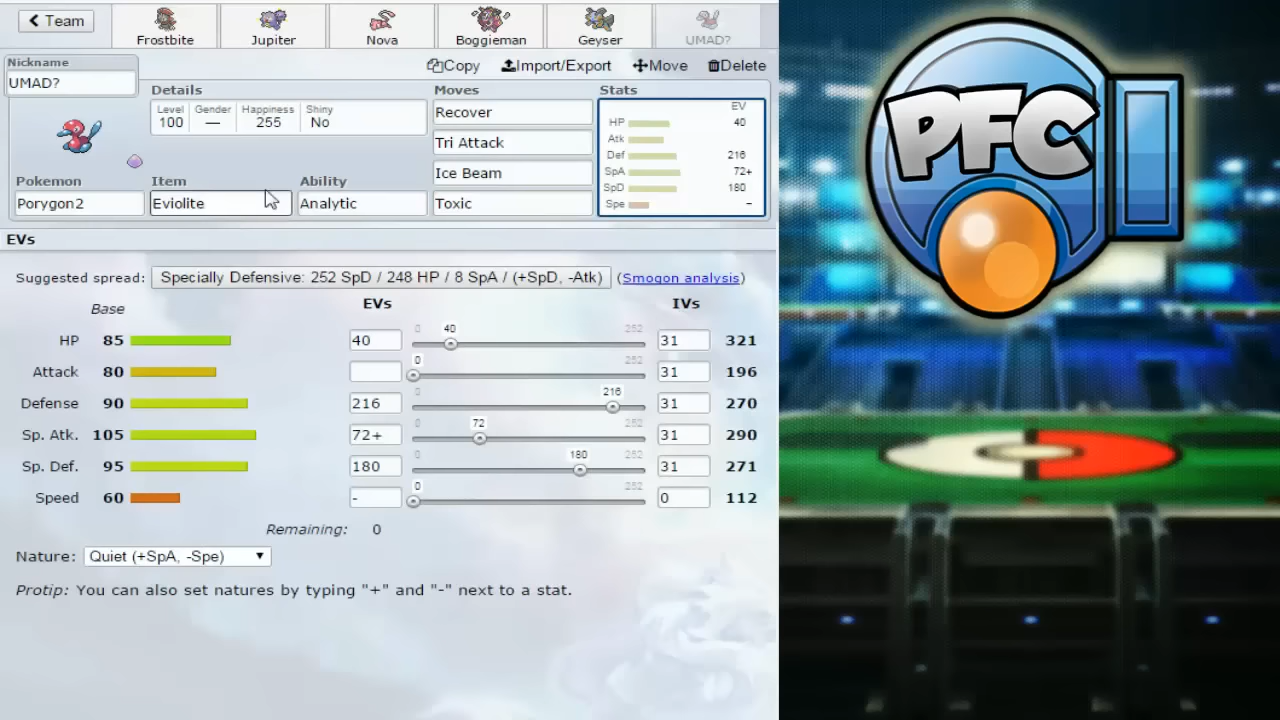 Team
Frostbite
Jupiter
Nova
Boggieman
Geyser
UMAD?
Nickname
UMAD?
Copy
Import/Export
Move
Delete
Details
Level Gender Happiness Shiny
100 — 255 No
Moves
Recover
Tri Attack
Ice Beam
Toxic
Stats
EV
HP 40
Atk
Def 216
SpA 72+
SpD 180
Spe -
Pokemon
Porygon2
Item
Eviolite
Ability
Analytic
EVs
Suggested spread: Specially Defensive: 252 SpD / 248 HP / 8 SpA / (+SpD, -Atk) (Smogon analysis)
Base EVs IVs
HP 85 40 0 40 252 31 321
Attack 80 0 252 31 196
Defense 90 216 0 216 252 31 270
Sp. Atk. 105 72+ 0 72 252 31 290
Sp. Def. 95 180 0 180 252 31 271
Speed 60 - 0 252 0 112
Remaining: 0
Nature: Quiet (+SpA, -Spe)
Protip: You can also set natures by typing "+" and "-" next to a stat.
PFC